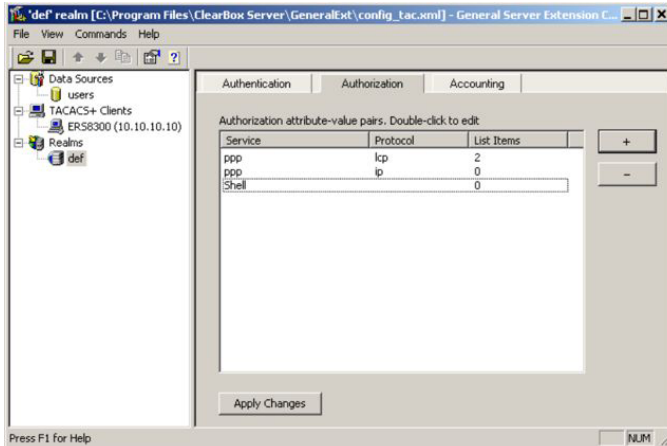 'def' realm [C:\Program Files\ClearBox Server\GeneralExt\config_tac.xml] - General Server Extension C...
File View Commands Help
Data Sources
users
TACACS+ Clients
ERS8300 (10.10.10.10)
Realms
def
Authentication Authorization Accounting
Authorization attribute-value pairs. Double-click to edit
Service Protocol List Items
ppp lcp 2
ppp ip 0
Shell 0
+
-
Apply Changes
Press F1 for Help NUM